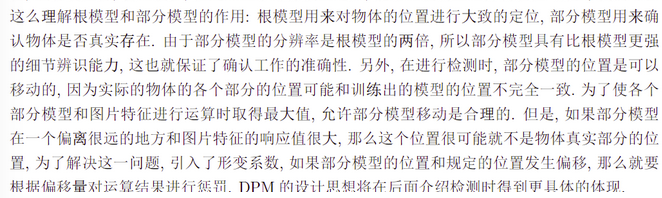 这么理解根模型和部分模型的作用: 根模型用来对物体的位置进行大致的定位, 部分模型用来确
认物体是否真实存在. 由于部分模型的分辨率是根模型的两倍, 所以部分模型具有比根模型更强
的细节辨识能力, 这也就保证了确认工作的准确性. 另外, 在进行检测时, 部分模型的位置是可以
移动的, 因为实际的物体的各个部分的位置可能和训练出的模型的位置不完全一致. 为了使各个
部分模型和图片特征进行运算时取得最大值, 允许部分模型移动是合理的. 但是, 如果部分模型
在一个偏离很远的地方和图片特征的响应值很大, 那么这个位置很可能就不是物体真实部分的位
置, 为了解决这一问题, 引入了形变系数, 如果部分模型的位置和规定的位置发生偏移, 那么就要
根据偏移量对运算结果进行惩罚. DPM 的设计思想将在后面介绍检测时得到更具体的体现.